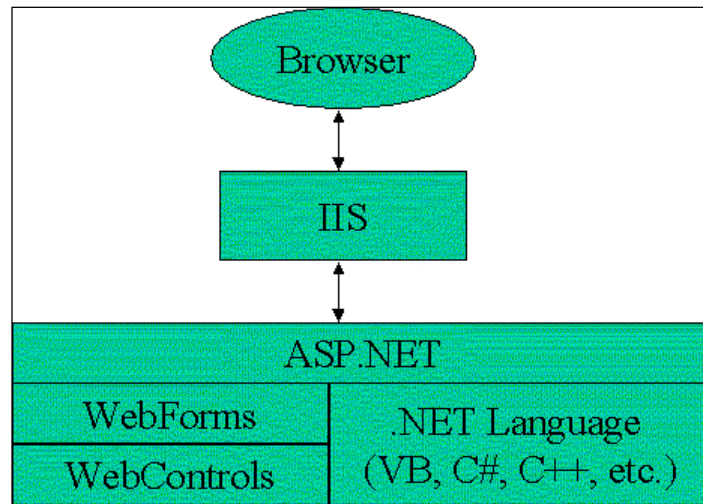 Browser
IIS
ASP.NET
WebForms
WebControls
.NET Language
(VB, C#, C++, etc.)